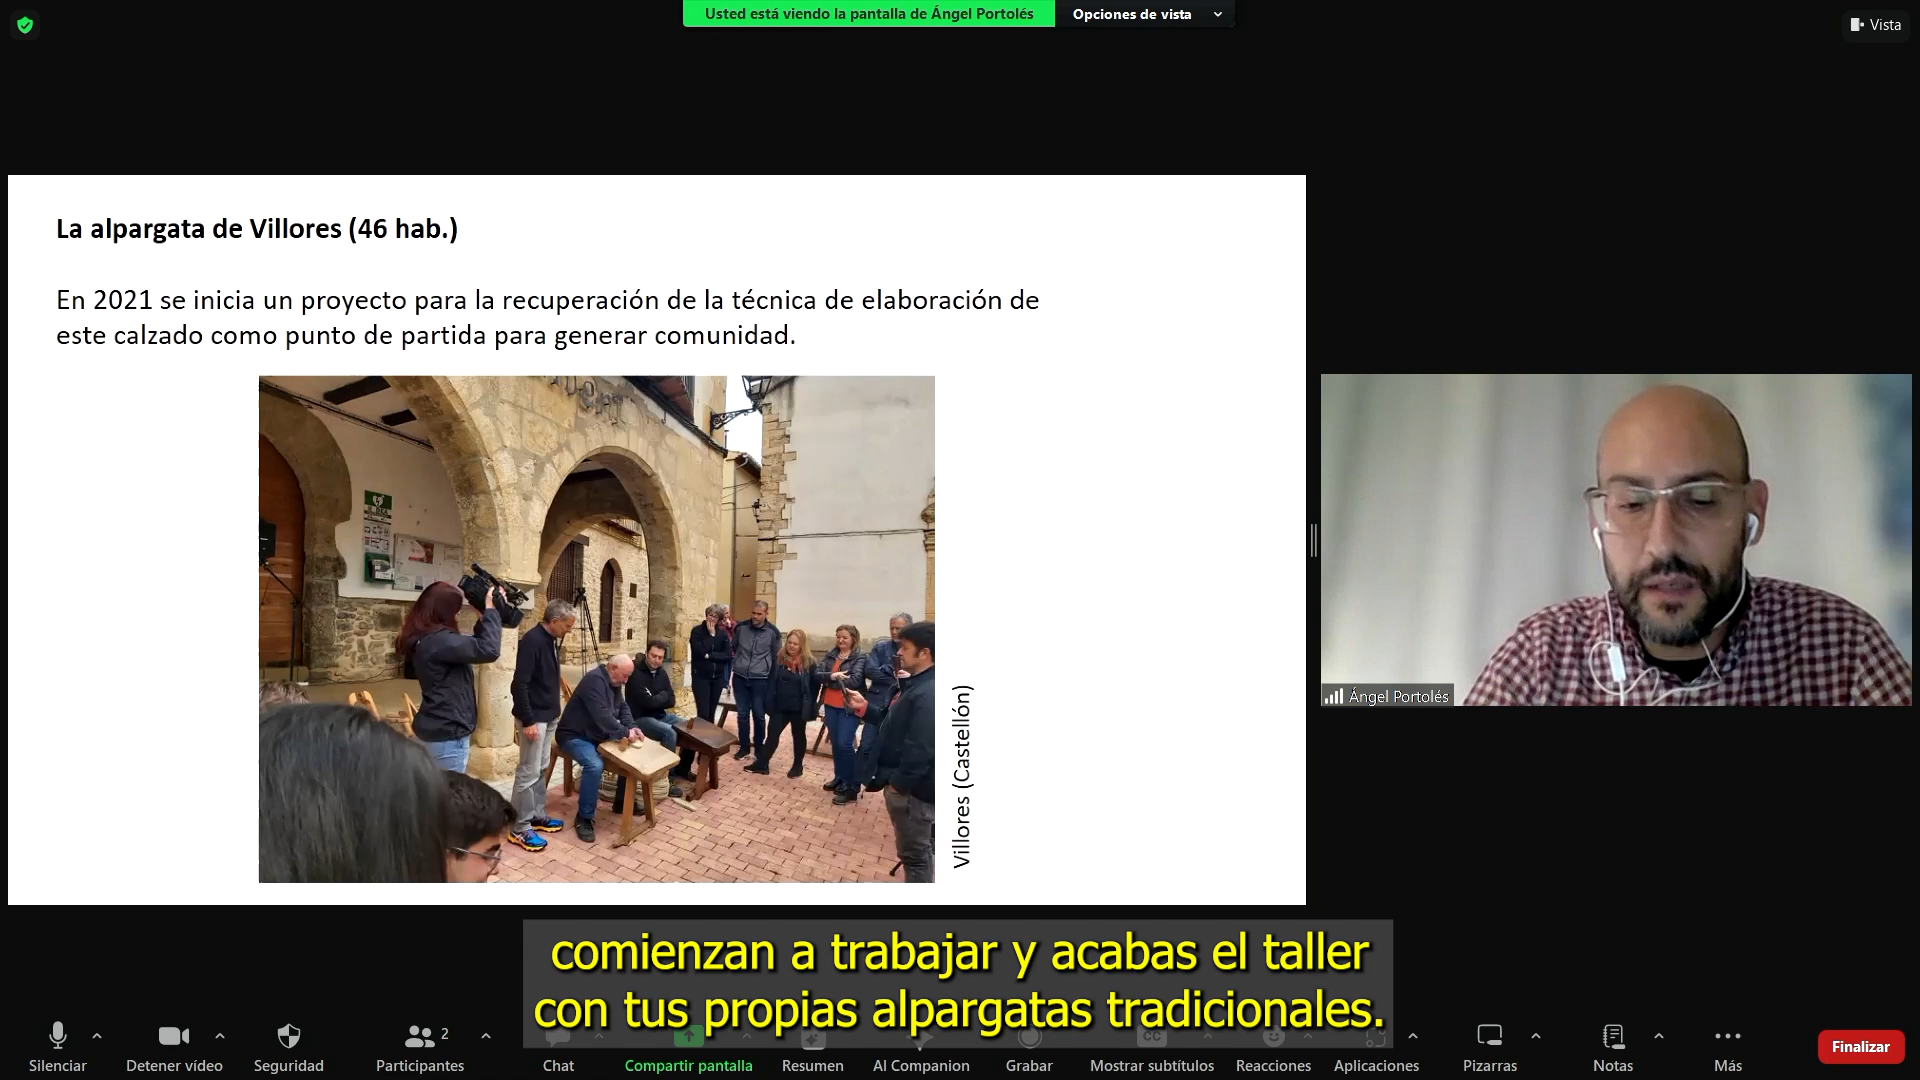 Usted está viendo la pantalla de Ángel Portolés
Opciones de vista
Vista
La alpargata de Villores (46 hab.)
En 2021 se inicia un proyecto para la recuperación de la técnica de elaboración de
este calzado como punto de partida para generar comunidad.
Villores (Castellón)
Ángel Portolés
comienzan a trabajar y acabas el taller
con tus propias alpargatas tradicionales.
2
CC
Silenciar
Detener vídeo
Seguridad
Participantes
Chat
Compartir pantalla
Resumen
AI Companion
Grabar
Mostrar subtítulos
Reacciones
Aplicaciones
Pizarras
Notas
Más
Finalizar